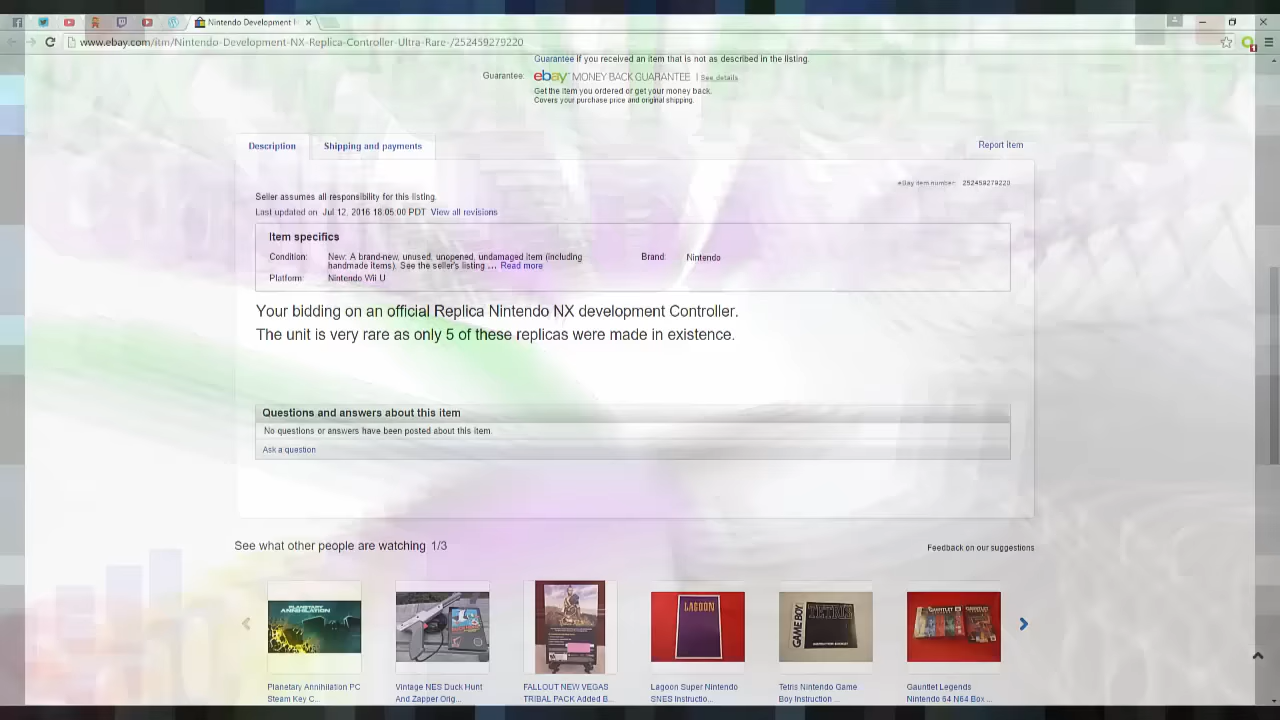 Nintendo Development
www.ebay.com/itm/Nintendo-Development-NX-Replica-Controller-Ultra-Rare-/252459279220
Guarantee If you received an item that is not as described in the listing.
Guarantee: ebay MONEY BACK GUARANTEE | See details
Get the item you ordered or get your money back.
Covers your purchase price and original shipping.
Description
Shipping and payments
Report item
eBay item number: 252459279220
Seller assumes all responsibility for this listing.
Last updated on Jul 12, 2016 18:05:00 PDT View all revisions
Item specifics
Condition: New: A brand-new, unused, unopened, undamaged item (including
handmade items). See the seller's listing ... Read more
Brand: Nintendo
Platform: Nintendo Wii U
Your bidding on an official Replica Nintendo NX development Controller.
The unit is very rare as only 5 of these replicas were made in existence.
Questions and answers about this item
No questions or answers have been posted about this item.
Ask a question
See what other people are watching 1/3
Feedback on our suggestions
PLANETARY
ANNIHILATION
LAGOON
GAME BOY
TETRIS
INSTRUCTION BOOKLET
GAUNTLET
Planetary Annihilation PC
Steam Key C...
Vintage NES Duck Hunt
And Zapper Orig...
FALLOUT NEW VEGAS
TRIBAL PACK Added B...
Lagoon Super Nintendo
SNES Instructio...
Tetris Nintendo Game
Boy Instruction ...
Gauntlet Legends
Nintendo 64 N64 Box ...